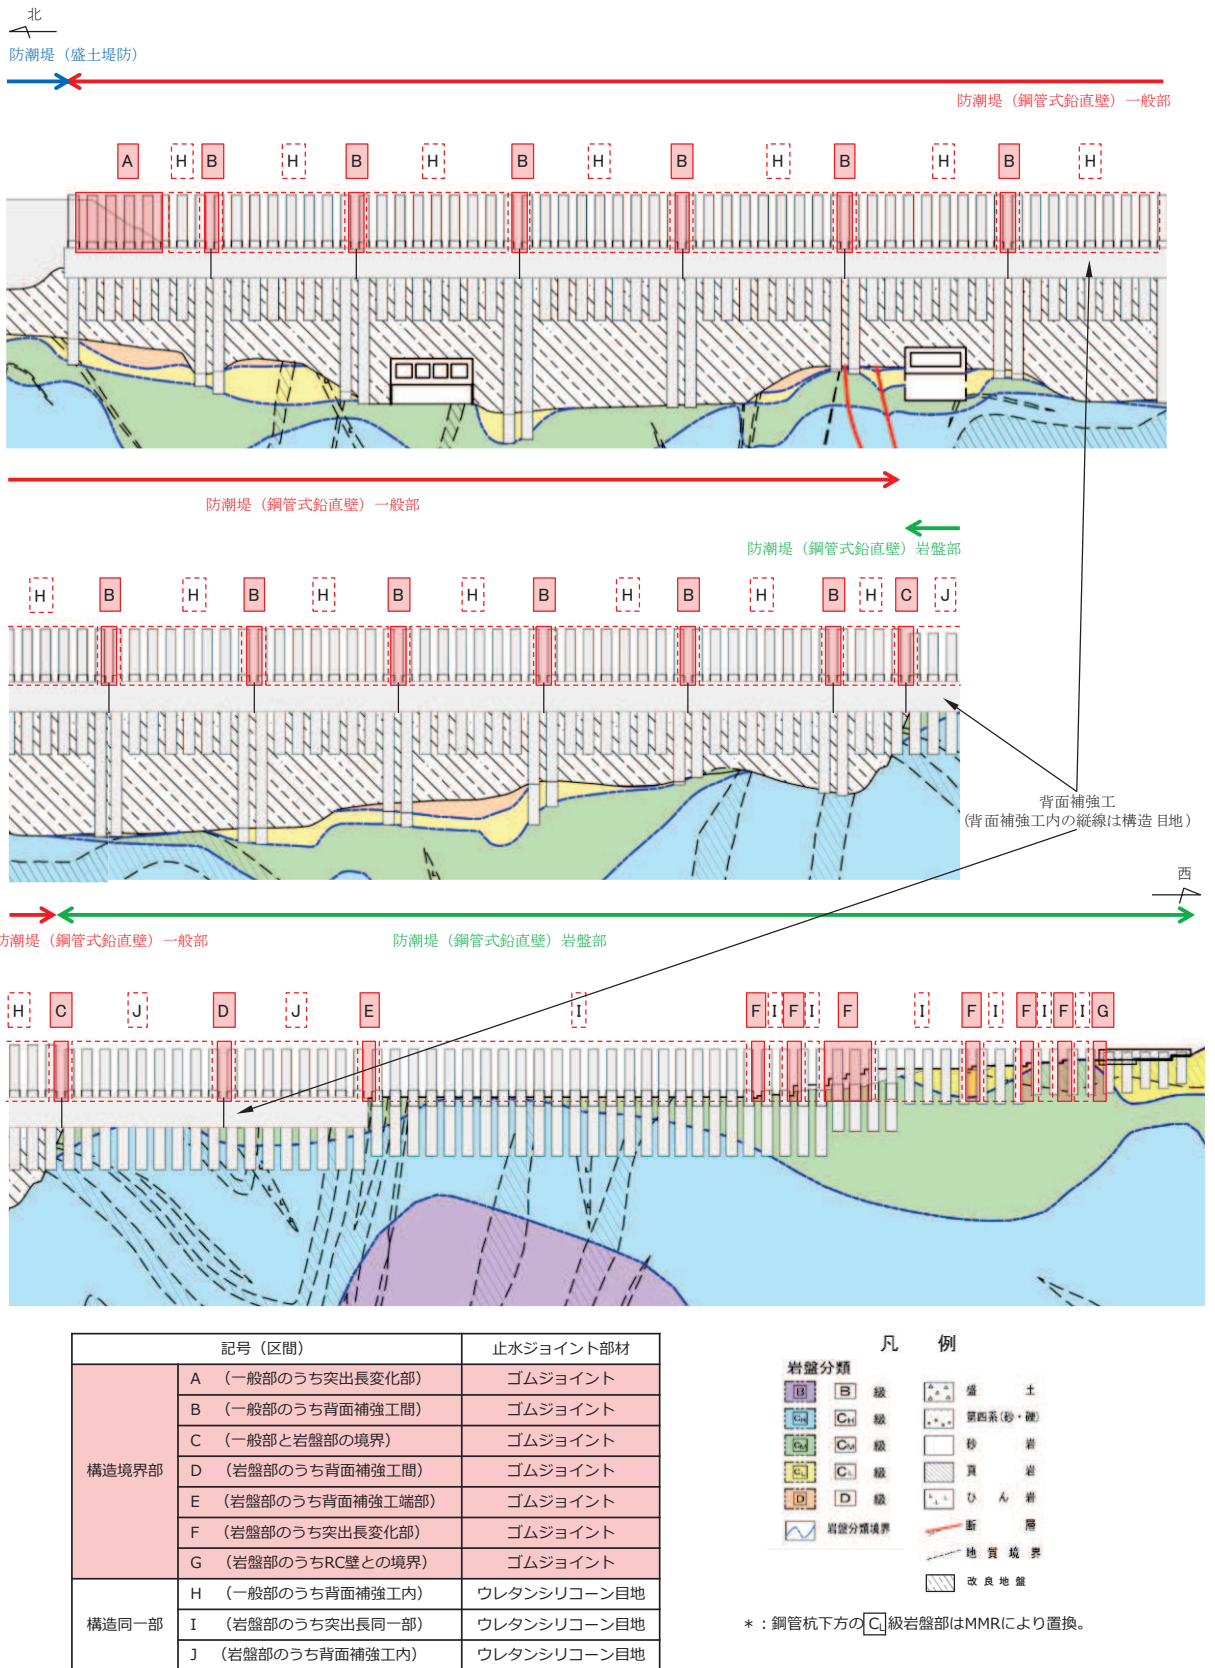 北
防潮堤（盛土堤防）
防潮堤（鋼管式鉛直壁）一般部
A H B H B H B H B H B H B H
防潮堤（鋼管式鉛直壁）一般部
防潮堤（鋼管式鉛直壁）岩盤部
H B H B H B H B H B H B H C J
背面補強工
（背面補強工内の縦線は構造目地）
西
防潮堤（鋼管式鉛直壁）一般部
防潮堤（鋼管式鉛直壁）岩盤部
H C J D J E I F I F I F I F I F I F I G
記号（区間） 止水ジョイント部材
構造境界部
A （一般部のうち突出長変化部） ゴムジョイント
B （一般部のうち背面補強工間） ゴムジョイント
C （一般部と岩盤部の境界） ゴムジョイント
D （岩盤部のうち背面補強工間） ゴムジョイント
E （岩盤部のうち背面補強工端部） ゴムジョイント
F （岩盤部のうち突出長変化部） ゴムジョイント
G （岩盤部のうちRC壁との境界） ゴムジョイント
構造同一部
H （一般部のうち背面補強工内） ウレタンシリコーン目地
I （岩盤部のうち突出長同一部） ウレタンシリコーン目地
J （岩盤部のうち背面補強工内） ウレタンシリコーン目地
凡 例
岩盤分類
B B 級
CH CH 級
CM CM 級
CL CL 級
D D 級
岩盤分類境界
盛 土
第四系(砂・礫)
砂 岩
頁 岩
ひ ん 岩
断 層
地 質 境 界
改 良 地 盤
＊：鋼管杭下方のCL級岩盤部はMMRにより置換。